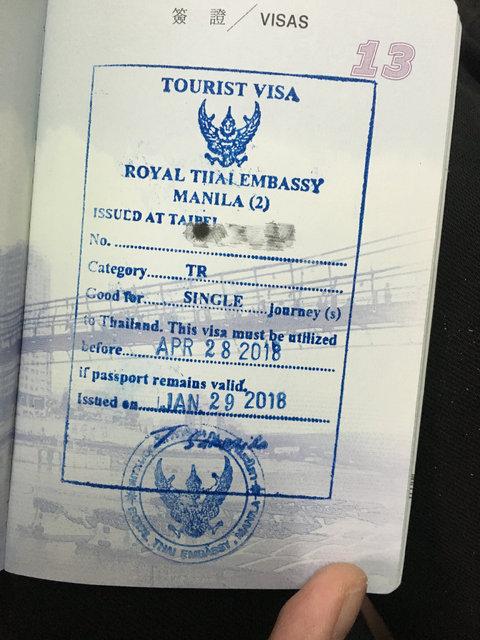 簽 證 / VISAS
13
TOURIST VISA
ROYAL THAI EMBASSY
MANILA (2)
ISSUED AT TAIPEI
No. ........................
Category........ TR ........................
Good for........ SINGLE ........ journey (s)
to Thailand. This visa must be utilized
before........ APR 28 2018
if passport remains valid.
Issued on..... JAN 29 2018
ROYAL THAI EMBASSY, MANILA